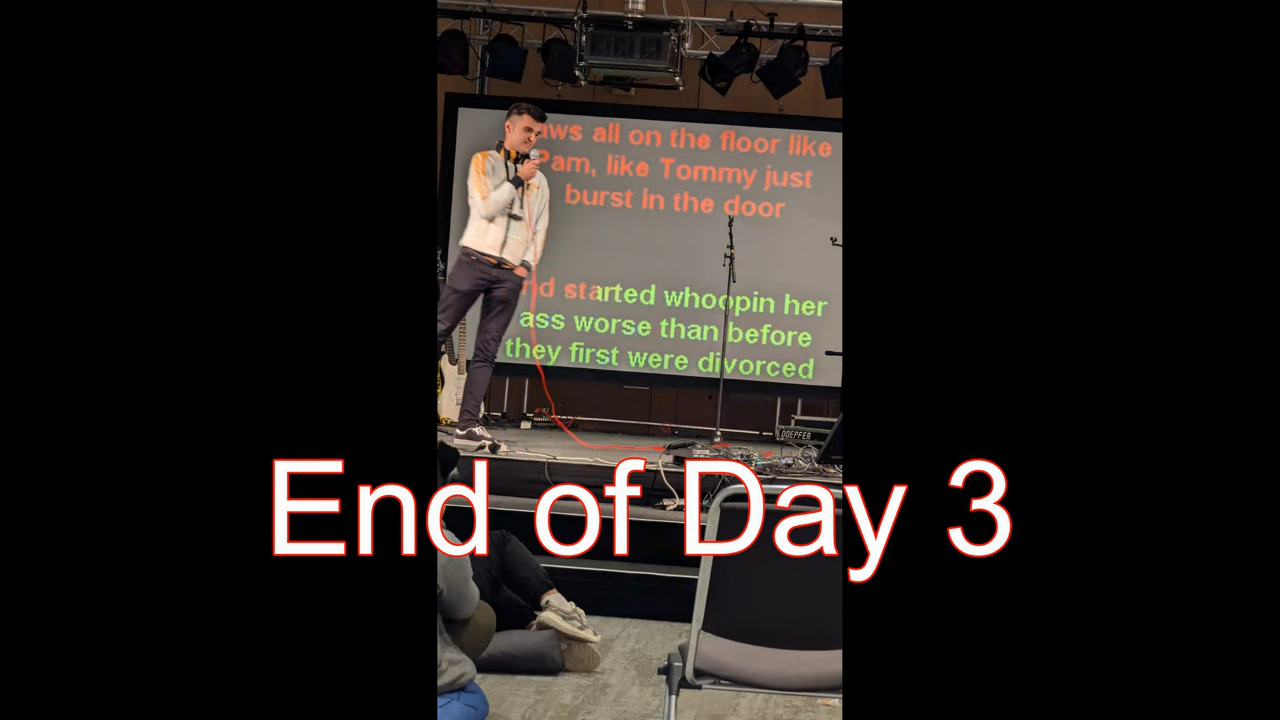 aws all on the floor like
Pam, like Tommy just
burst in the door
nd started whoopin her
ass worse than before
they first were divorced
DOEPFER
End of Day 3